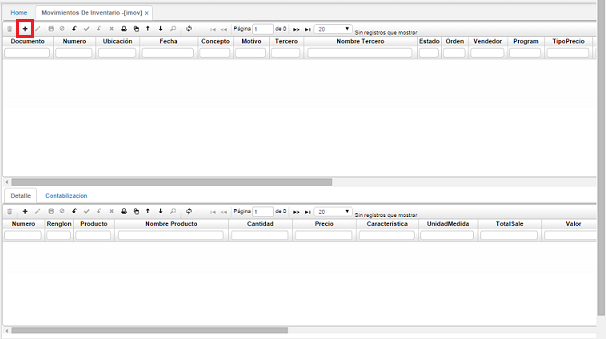 Home Movimientos De Inventario -[imov] x
Página 1 de 0 20 Sin registros que mostrar
Documento Numero Ubicación Fecha Concepto Motivo Tercero Nombre Tercero Estado Orden Vendedor Program TipoPrecio
Detalle Contabilizacion
Página 1 de 0 20 Sin registros que mostrar
Numero Renglon Producto Nombre Producto Cantidad Precio Caracteristica UnidadMedida TotalSale Valor